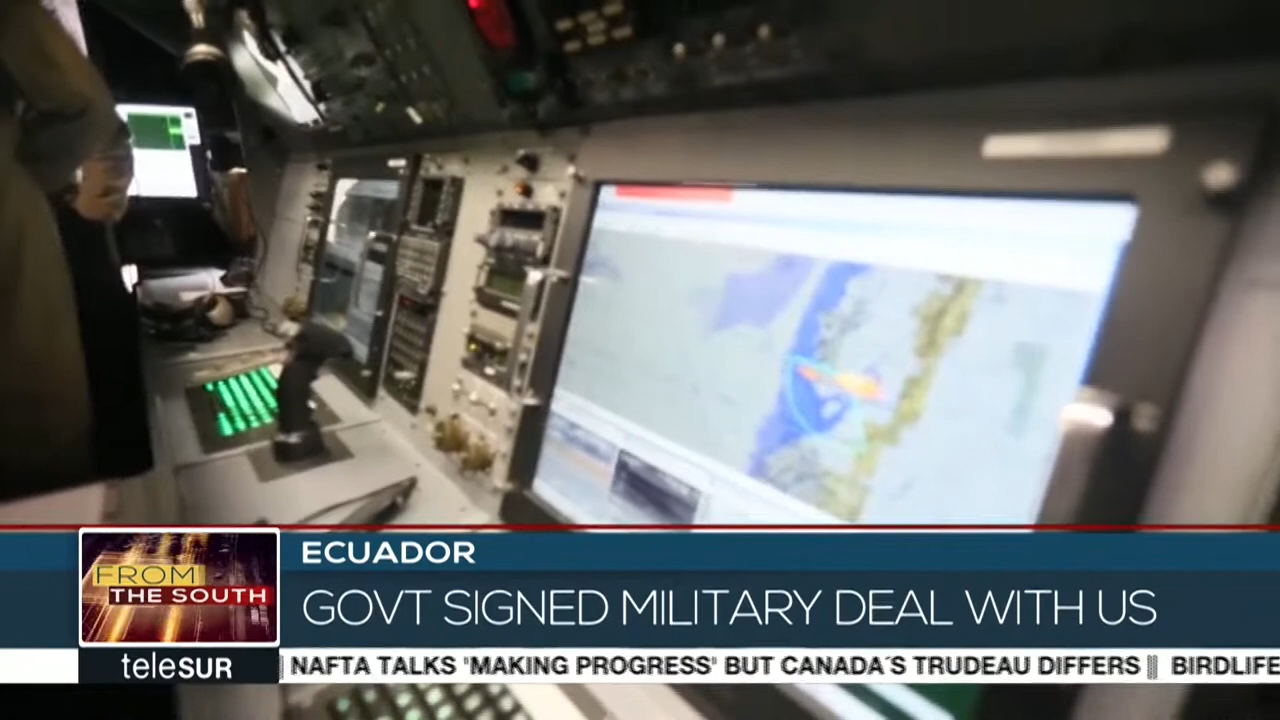 ECUADOR
FROM
THE SOUTH
GOVT SIGNED MILITARY DEAL WITH US
teleSUR
NAFTA TALKS "MAKING PROGRESS' BUT CANADA´S TRUDEAU DIFFERS || BIRDLIFE